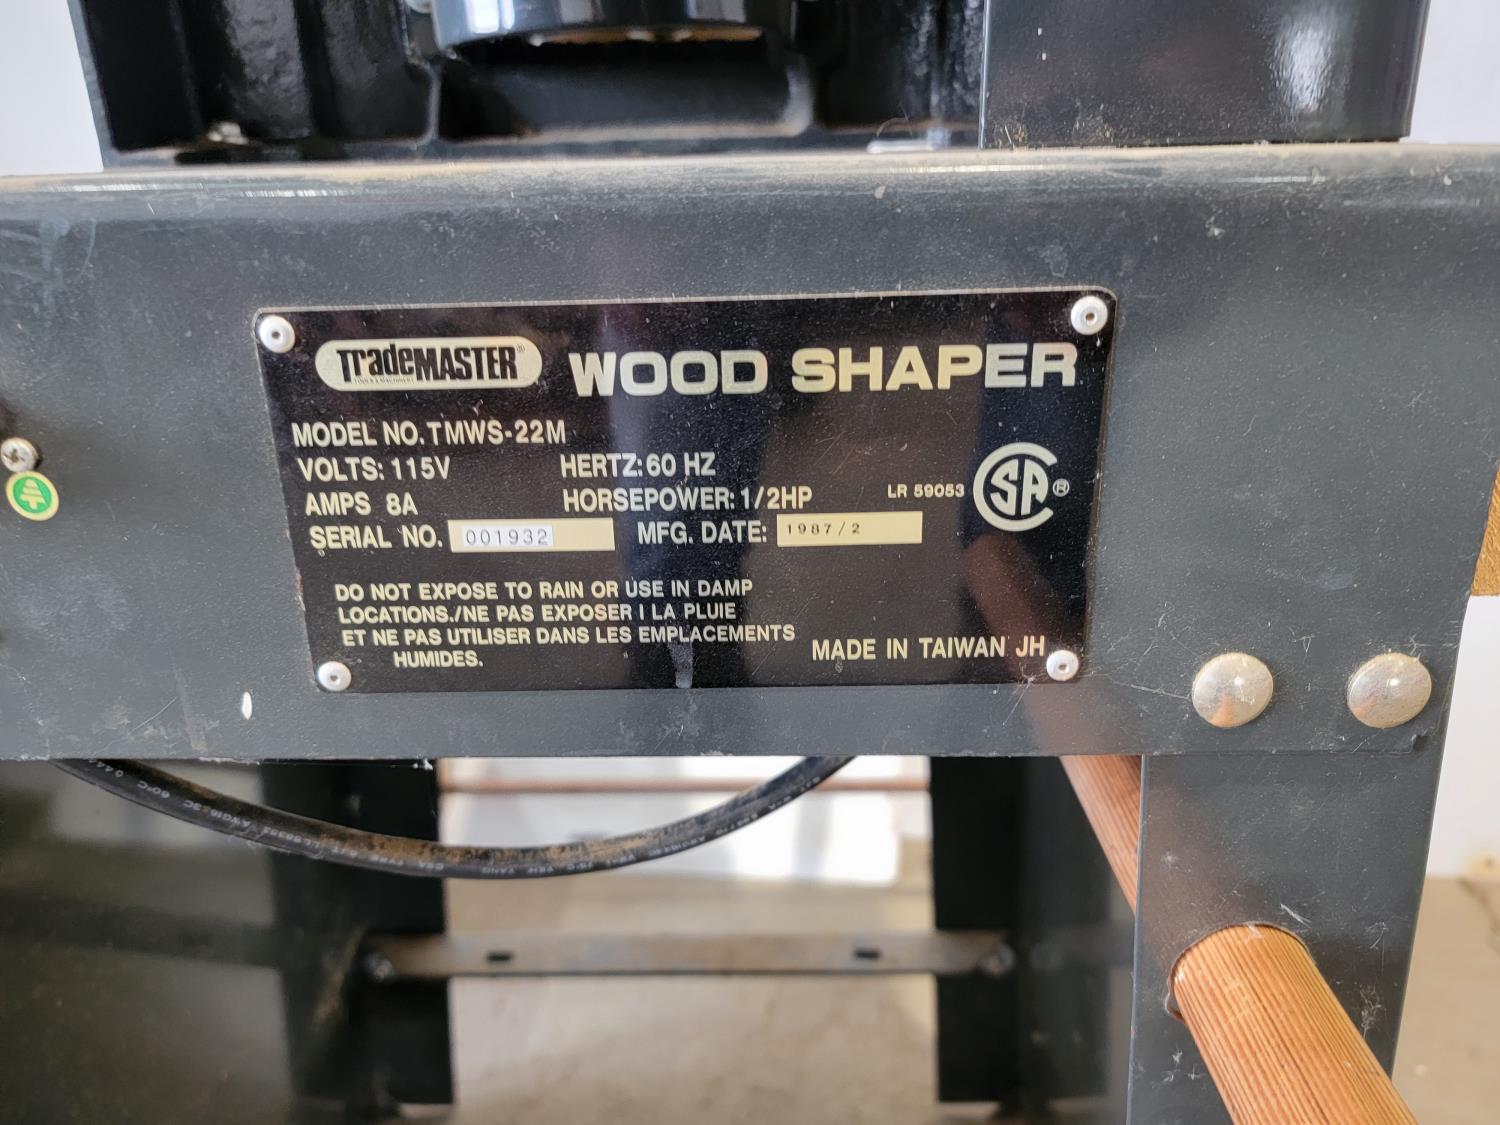 TradeMASTER® WOOD SHAPER
MODEL NO. TMWS-22M
VOLTS: 115V HERTZ: 60 HZ
AMPS 8A HORSEPOWER: 1/2HP LR 59053 CSA ®
SERIAL NO. 001932 MFG. DATE: 1987/2
DO NOT EXPOSE TO RAIN OR USE IN DAMP
LOCATIONS./NE PAS EXPOSER I LA PLUIE
ET NE PAS UTILISER DANS LES EMPLACEMENTS
HUMIDES.
MADE IN TAIWAN JH